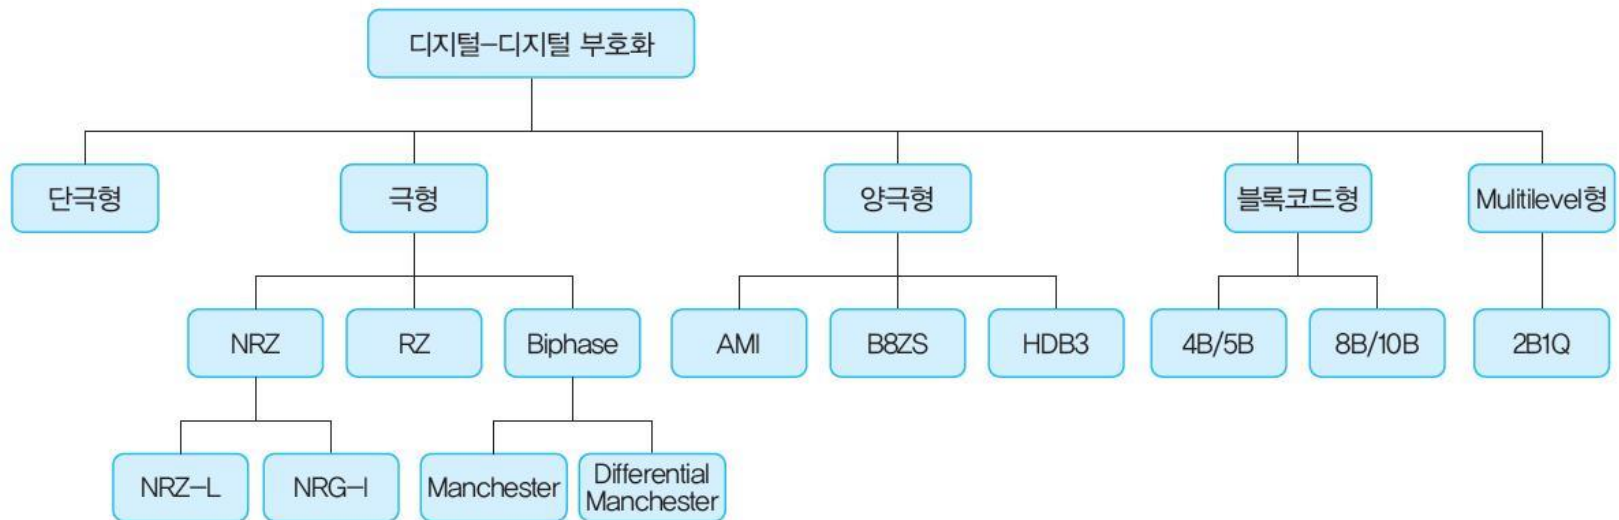 디지털-디지털 부호화
단극형
극형
양극형
블록코드형
Mulitilevel형
NRZ
RZ
Biphase
AMI
B8ZS
HDB3
4B/5B
8B/10B
2B1Q
NRZ-L
NRG-I
Manchester
Differential
Manchester